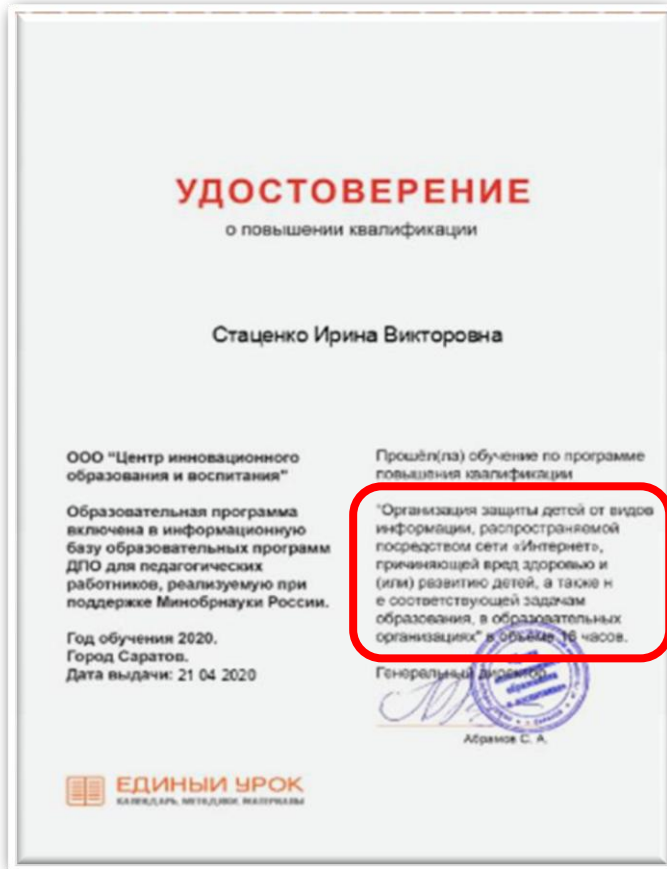 УДОСТОВЕРЕНИЕ
о повышении квалификации
Стаценко Ирина Викторовна
ООО "Центр инновационного
образования и воспитания"
Образовательная программа
включена в информационную
базу образовательных программ
ДПО для педагогических
работников, реализуемую при
поддержке Минобрнауки России.
Год обучения 2020.
Город Саратов.
Дата выдачи: 21 04 2020
Прошёл(ла) обучение по программе
повышения квалификации
"Организация защиты детей от видов
информации, распространяемой
посредством сети «Интернет»,
причиняющей вред здоровью и
(или) развитию детей, а также н
е соответствующей задачам
образования, в образовательных
организациях" в объёме 16 часов.
Генеральный директор
Абрамов С. А.
ЕДИНЫЙ УРОК
КАЛЕНДАРЬ, МЕТОДИКИ, МАТЕРИАЛЫ